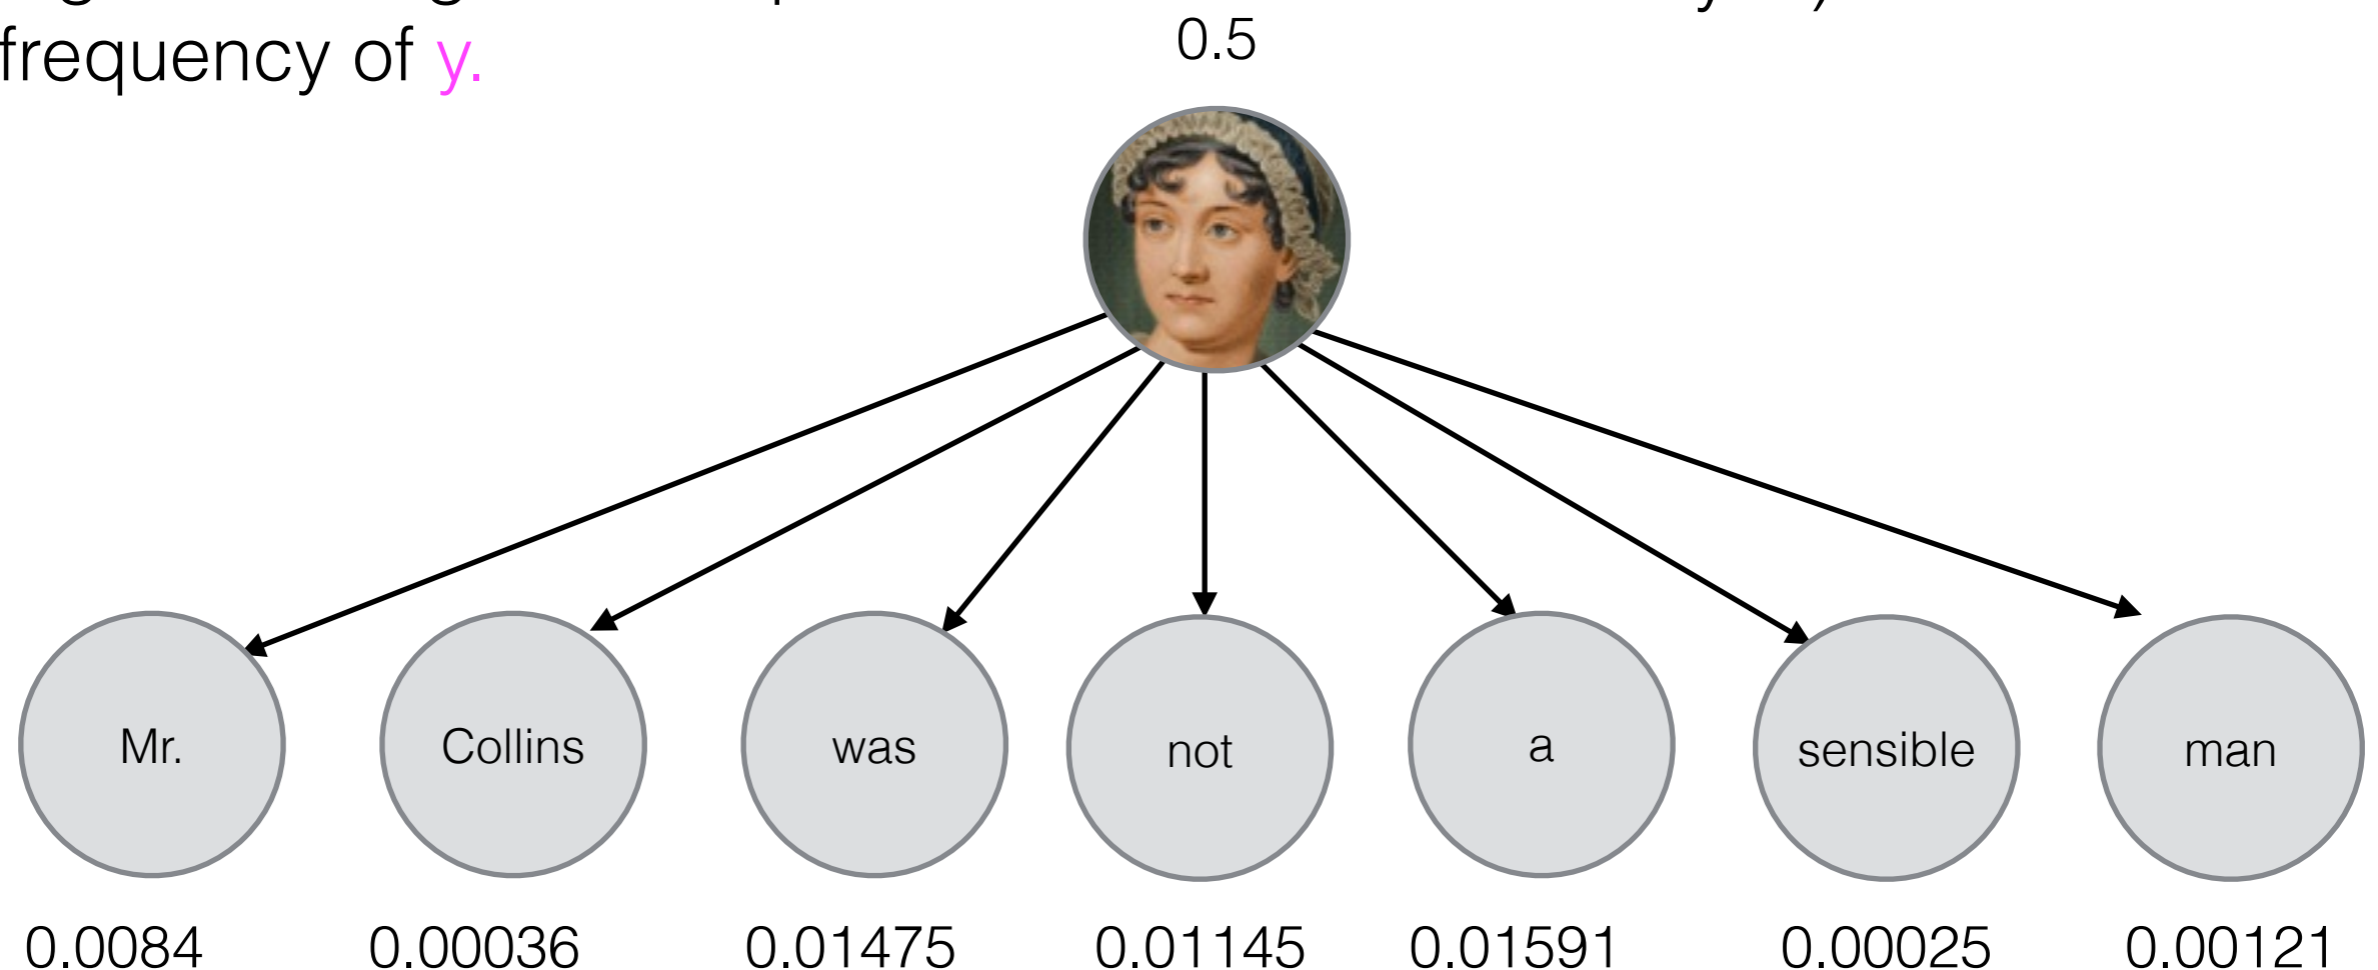 frequency of y.
0.5
Mr. Collins was not a sensible man
0.0084 0.00036 0.01475 0.01145 0.01591 0.00025 0.00121